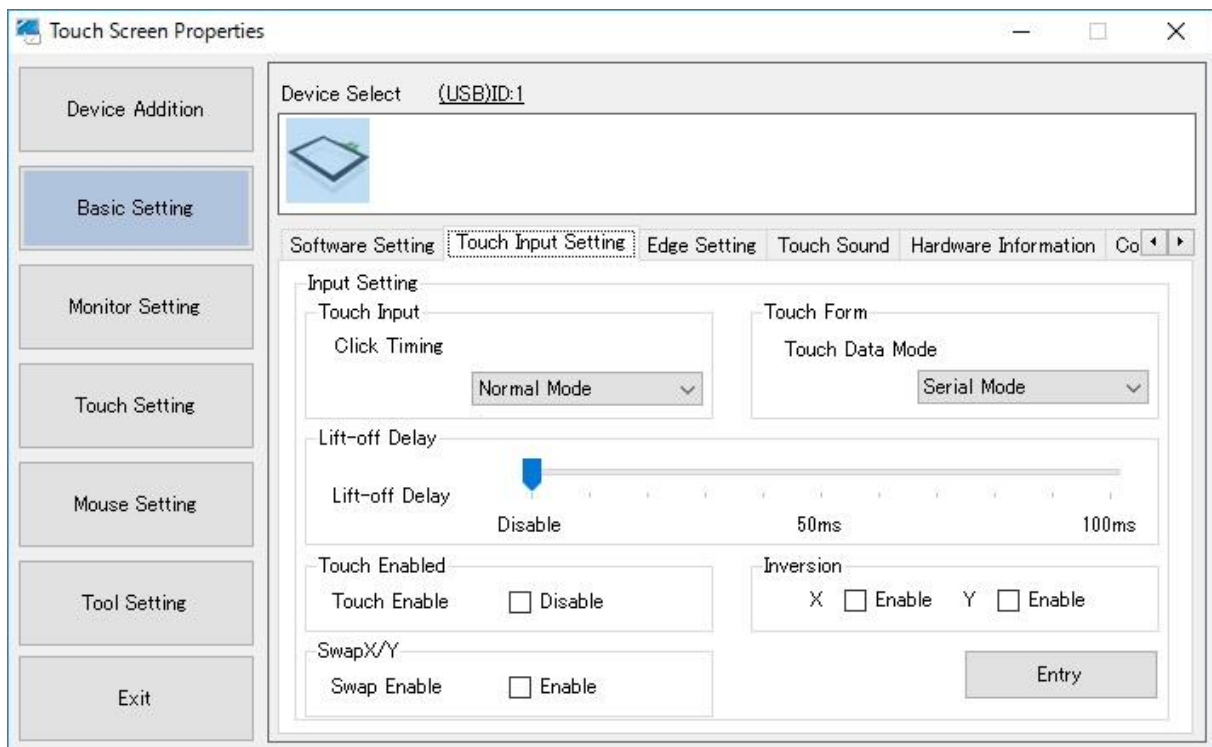 Touch Screen Properties
Device Addition
Basic Setting
Monitor Setting
Touch Setting
Mouse Setting
Tool Setting
Exit
Device Select (USB)ID:1
Software Setting Touch Input Setting Edge Setting Touch Sound Hardware Information Co
Input Setting
Touch Input
Click Timing
Normal Mode
Touch Form
Touch Data Mode
Serial Mode
Lift-off Delay
Lift-off Delay
Disable 50ms 100ms
Touch Enabled
Touch Enable Disable
Inversion
X Enable Y Enable
SwapX/Y
Swap Enable Enable
Entry